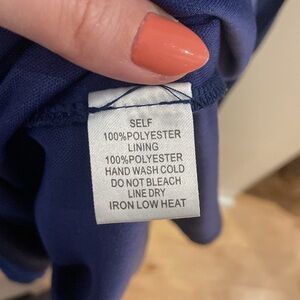 SELF
100%POLYESTER
LINING
100%POLYESTER
HAND WASH COLD
DO NOT BLEACH
LINE DRY
IRON LOW HEAT